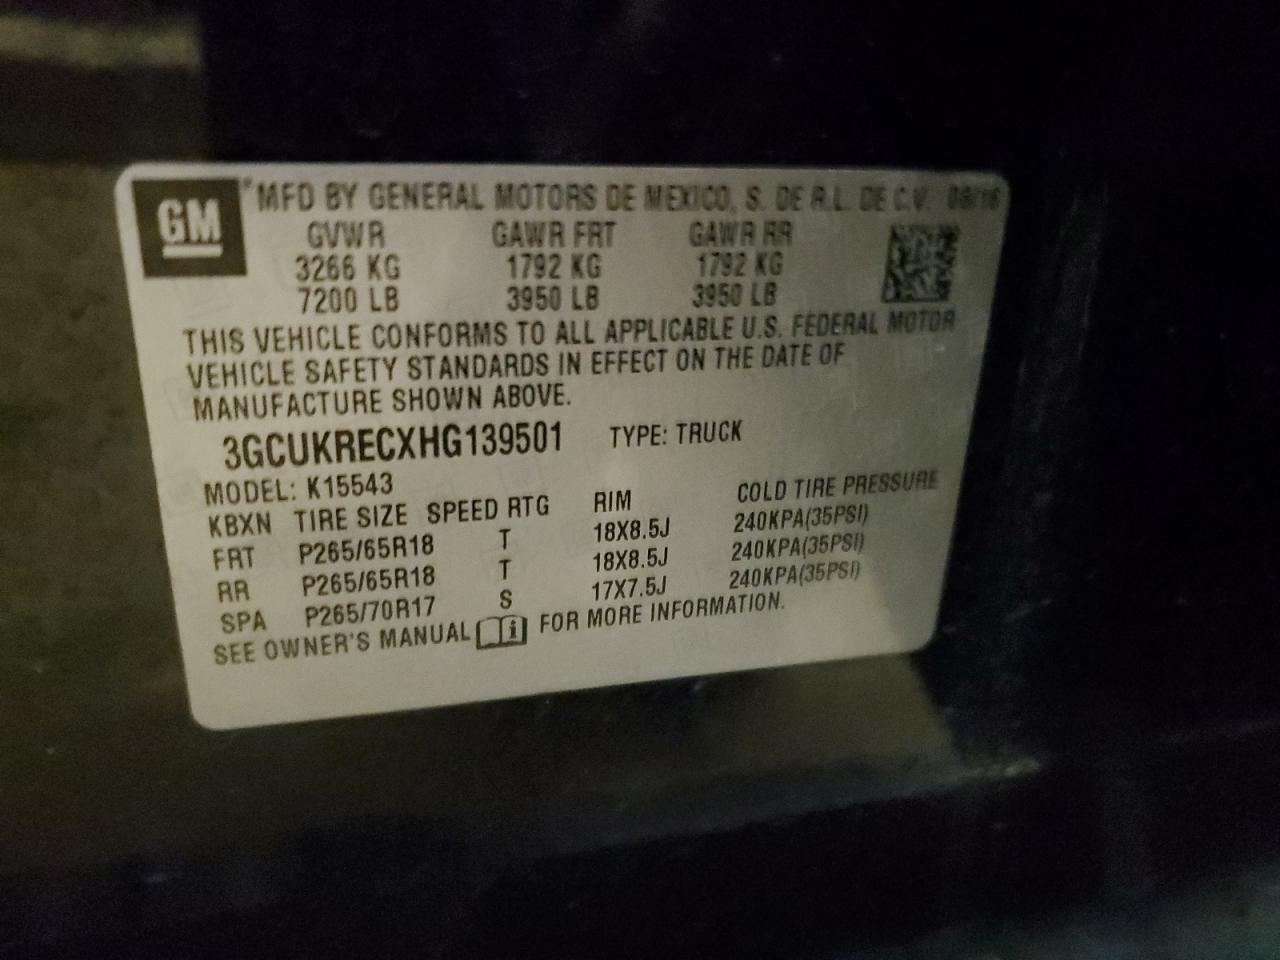 GM
MFD BY GENERAL MOTORS DE MEXICO, S. DE R.L. DE C.V. 09/16
GVWR GAWR FRT GAWR RR
3266 KG 1792 KG 1792 KG
7200 LB 3950 LB 3950 LB
THIS VEHICLE CONFORMS TO ALL APPLICABLE U.S. FEDERAL MOTOR
VEHICLE SAFETY STANDARDS IN EFFECT ON THE DATE OF
MANUFACTURE SHOWN ABOVE.
3GCUKRECXHG139501 TYPE: TRUCK
MODEL: K15543
KBXN TIRE SIZE SPEED RTG RIM COLD TIRE PRESSURE
FRT P265/65R18 T 18X8.5J 240KPA(35PSI)
RR P265/65R18 T 18X8.5J 240KPA(35PSI)
SPA P265/70R17 S 17X7.5J 240KPA(35PSI)
SEE OWNER'S MANUAL i FOR MORE INFORMATION.